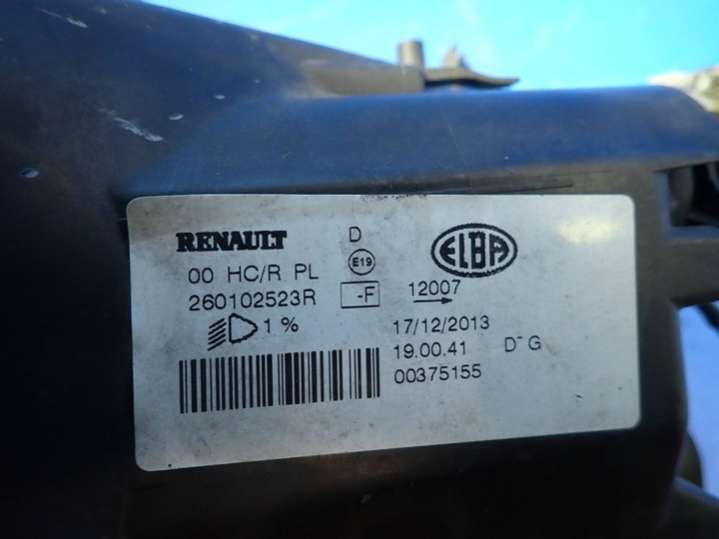 RENAULT D ELBA
00 HC/R PL E19
260102523R -F 12007
1 % 17/12/2013
19.00.41 D- G
00375155